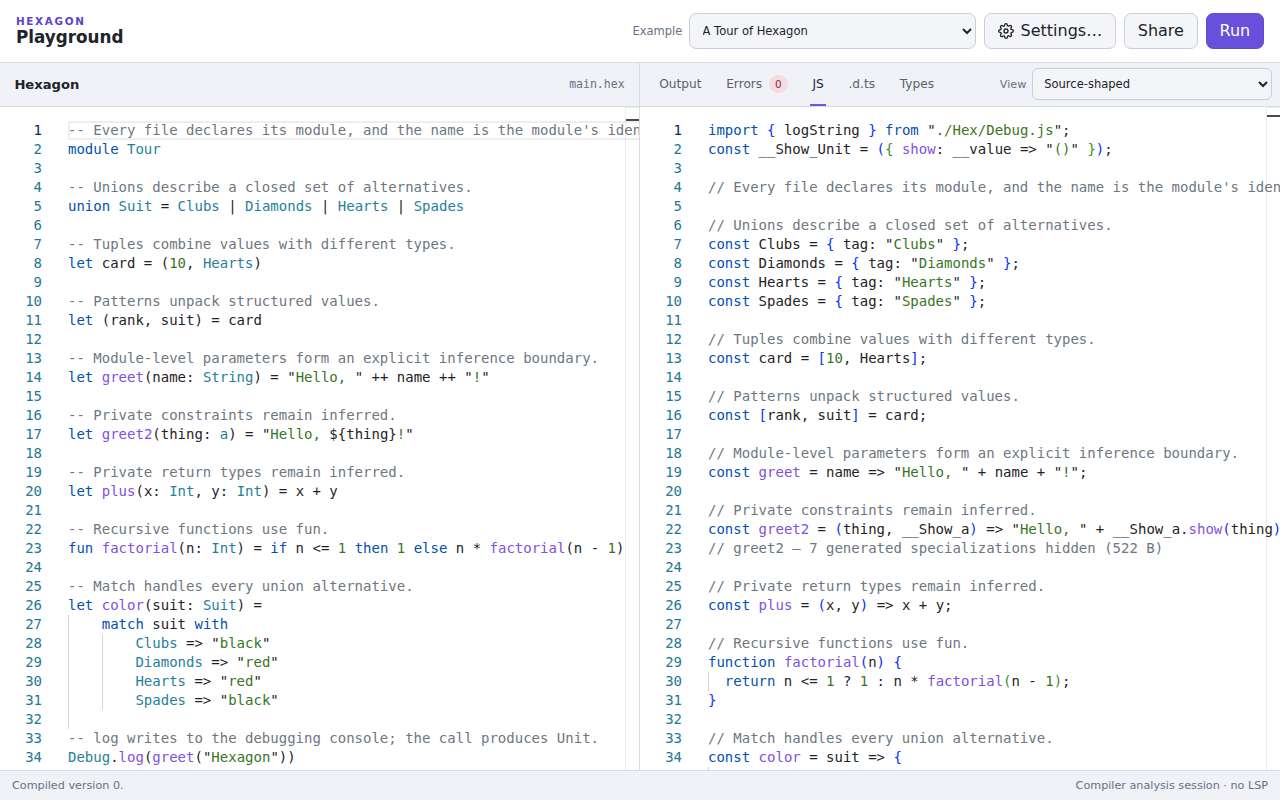 HEXAGON
Playground
Example
A Tour of Hexagon
Settings…
Share
Run
Hexagon
main.hex
Output
Errors 0
JS
.d.ts
Types
View
Source-shaped
1 -- Every file declares its module, and the name is the module's iden
2 module Tour
3
4 -- Unions describe a closed set of alternatives.
5 union Suit = Clubs | Diamonds | Hearts | Spades
6
7 -- Tuples combine values with different types.
8 let card = (10, Hearts)
9
10 -- Patterns unpack structured values.
11 let (rank, suit) = card
12
13 -- Module-level parameters form an explicit inference boundary.
14 let greet(name: String) = "Hello, " ++ name ++ "!"
15
16 -- Private constraints remain inferred.
17 let greet2(thing: a) = "Hello, ${thing}!"
18
19 -- Private return types remain inferred.
20 let plus(x: Int, y: Int) = x + y
21
22 -- Recursive functions use fun.
23 fun factorial(n: Int) = if n <= 1 then 1 else n * factorial(n - 1)
24
25 -- Match handles every union alternative.
26 let color(suit: Suit) =
27     match suit with
28         Clubs => "black"
29         Diamonds => "red"
30         Hearts => "red"
31         Spades => "black"
32
33 -- log writes to the debugging console; the call produces Unit.
34 Debug.log(greet("Hexagon"))
1 import { logString } from "./Hex/Debug.js";
2 const __Show_Unit = ({ show: __value => "()" });
3
4 // Every file declares its module, and the name is the module's iden
5
6 // Unions describe a closed set of alternatives.
7 const Clubs = { tag: "Clubs" };
8 const Diamonds = { tag: "Diamonds" };
9 const Hearts = { tag: "Hearts" };
10 const Spades = { tag: "Spades" };
11
12 // Tuples combine values with different types.
13 const card = [10, Hearts];
14
15 // Patterns unpack structured values.
16 const [rank, suit] = card;
17
18 // Module-level parameters form an explicit inference boundary.
19 const greet = name => "Hello, " + name + "!";
20
21 // Private constraints remain inferred.
22 const greet2 = (thing, __Show_a) => "Hello, " + __Show_a.show(thing)
23 // greet2 — 7 generated specializations hidden (522 B)
24
25 // Private return types remain inferred.
26 const plus = (x, y) => x + y;
27
28 // Recursive functions use fun.
29 function factorial(n) {
30   return n <= 1 ? 1 : n * factorial(n - 1);
31 }
32
33 // Match handles every union alternative.
34 const color = suit => {
Compiled version 0.
Compiler analysis session · no LSP